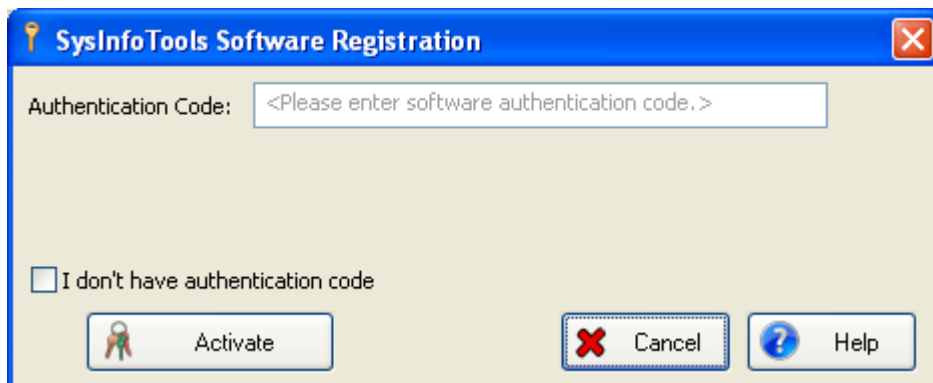 SysInfoTools Software Registration
Authentication Code: <Please enter software authentication code.>
I don't have authentication code
Activate Cancel Help